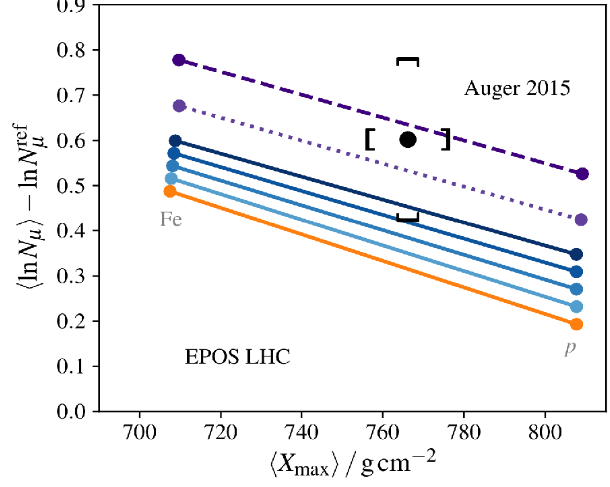 0.9
0.8
0.7
0.6
0.5
0.4
0.3
0.2
0.1
0.0
⟨ln N_μ⟩ − ln N_μ^ref
Auger 2015
Fe
EPOS LHC
p
700 720 740 760 780 800
⟨X_max⟩ / g cm^−2